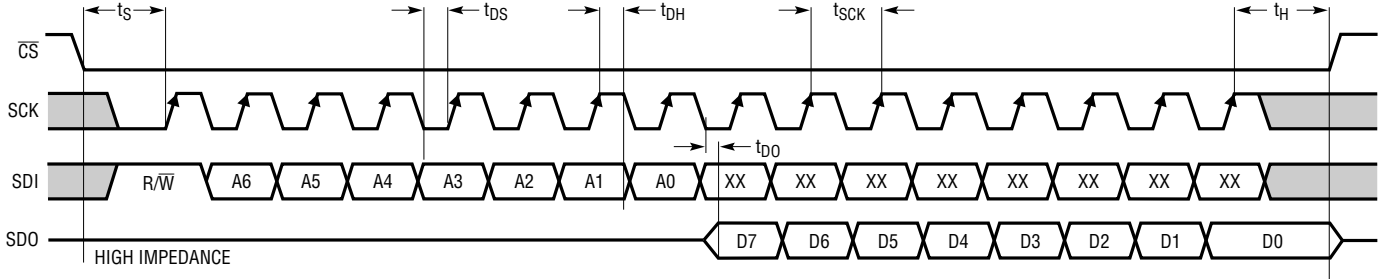 tS tDS tDH tSCK tH
CS
SCK
tDO
SDI R/W A6 A5 A4 A3 A2 A1 A0 XX XX XX XX XX XX XX XX
SDO D7 D6 D5 D4 D3 D2 D1 D0
HIGH IMPEDANCE